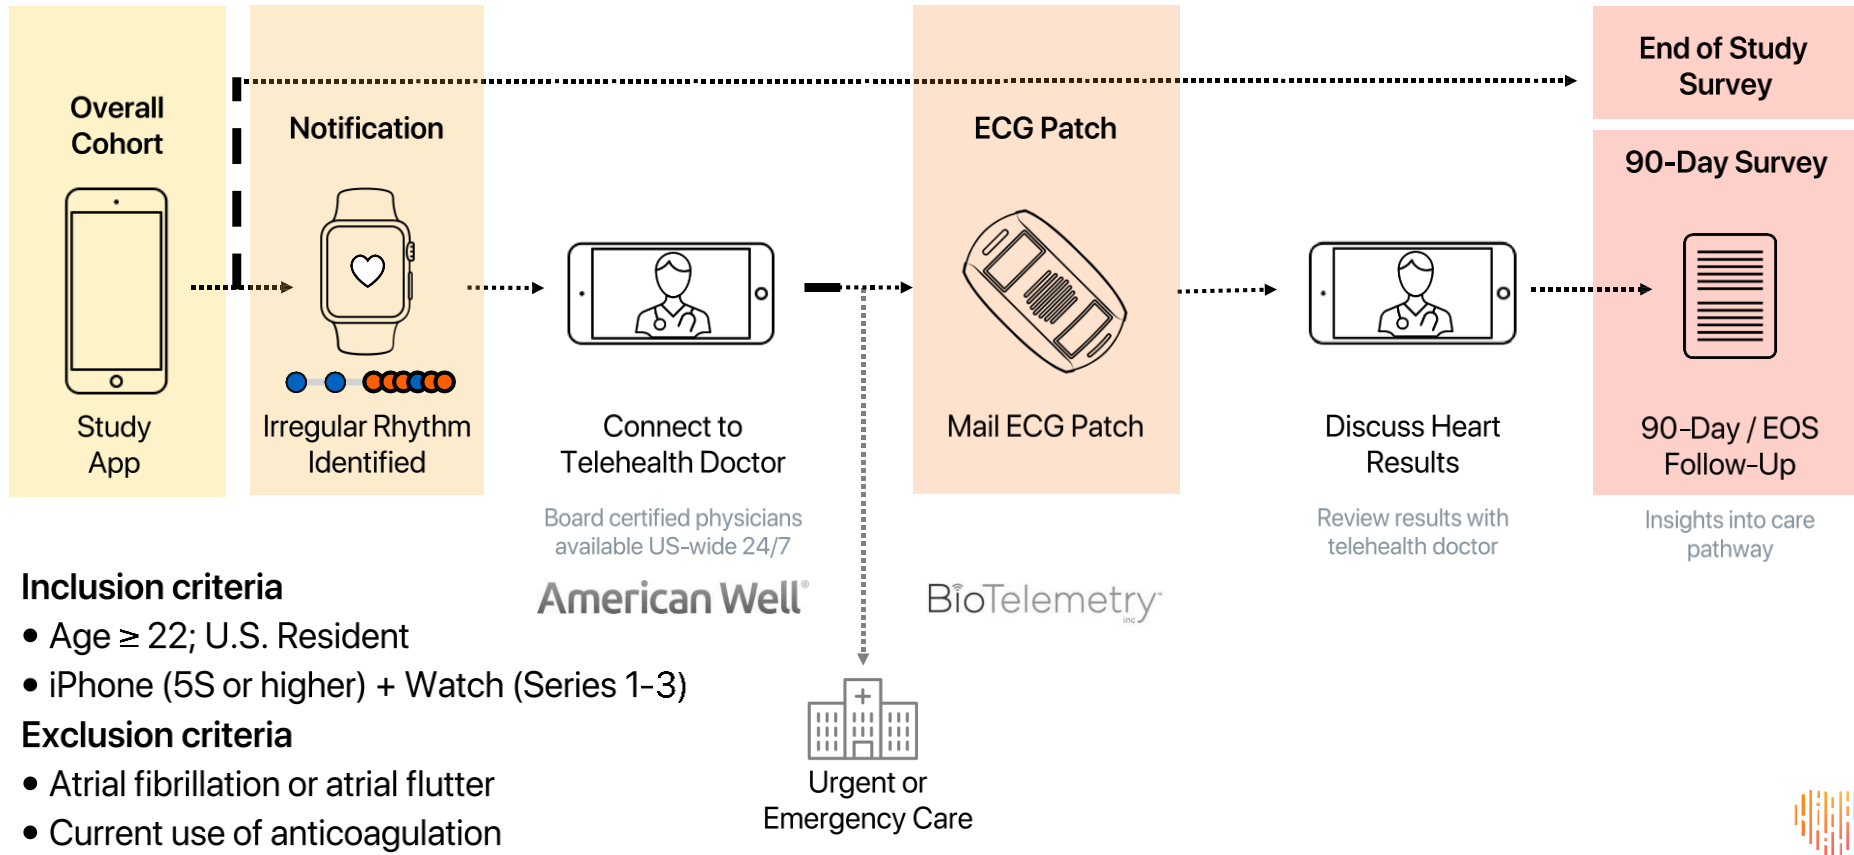 Overall
Cohort
Study
App
Notification
Irregular Rhythm
Identified
Connect to
Telehealth Doctor
Board certified physicians
available US-wide 24/7
American Well®
ECG Patch
Mail ECG Patch
BioTelemetry™
inc
Discuss Heart
Results
Review results with
telehealth doctor
End of Study
Survey
90-Day Survey
90-Day / EOS
Follow-Up
Insights into care
pathway
Urgent or
Emergency Care
Inclusion criteria
• Age ≥ 22; U.S. Resident
• iPhone (5S or higher) + Watch (Series 1-3)
Exclusion criteria
• Atrial fibrillation or atrial flutter
• Current use of anticoagulation